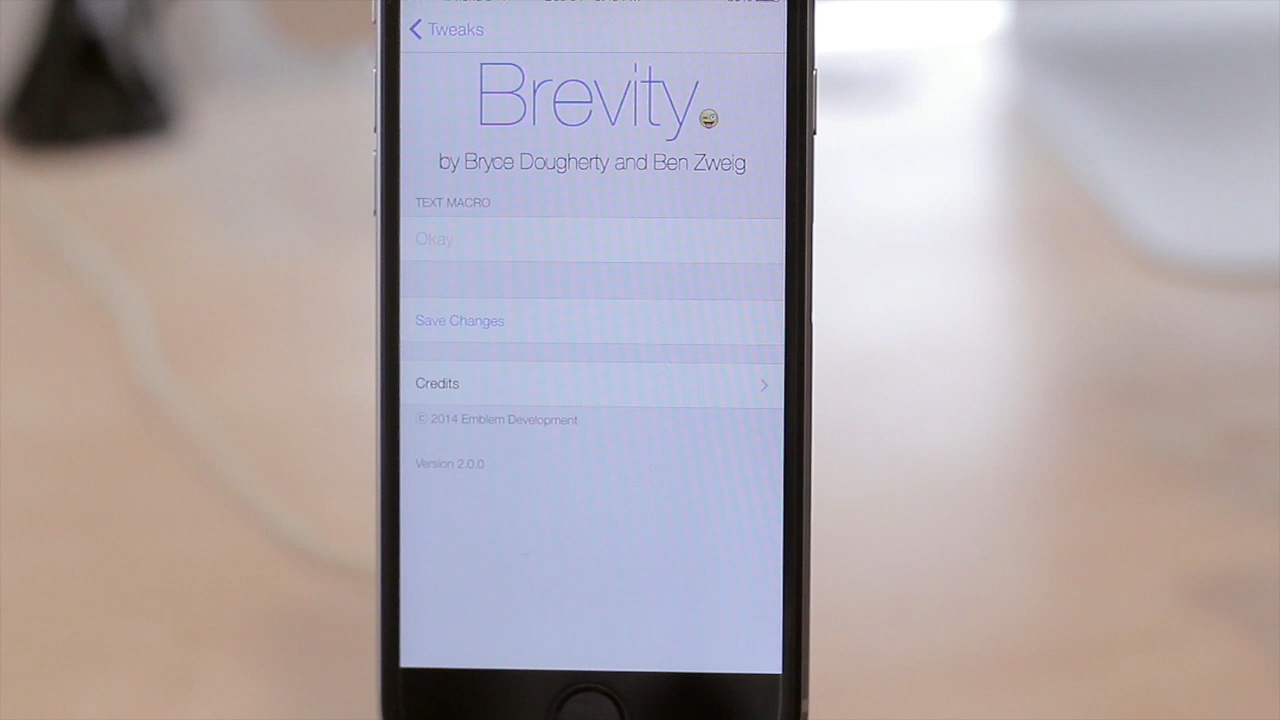 Tweaks
Brevity.
by Bryce Dougherty and Ben Zweig
TEXT MACRO
Okay
Save Changes
Credits
© 2014 Emblem Development
Version 2.0.0